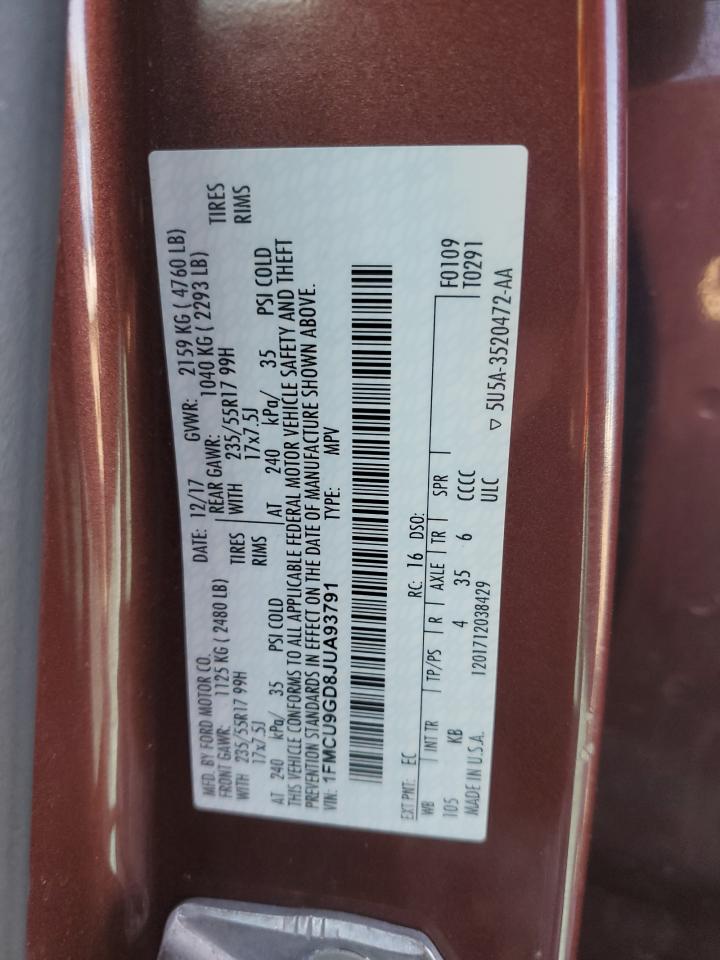 MFD. BY FORD MOTOR CO. DATE: 12/17 GVWR: 2159 KG ( 4760 LB)
FRONT GAWR: 1125 KG ( 2480 LB) REAR GAWR: 1040 KG ( 2293 LB)
WITH 235/55R17 99H TIRES WITH 235/55R17 99H TIRES
17x7.5J RIMS 17x7.5J RIMS
AT 240 kPa/ 35 PSI COLD AT 240 kPa/ 35 PSI COLD
THIS VEHICLE CONFORMS TO ALL APPLICABLE FEDERAL MOTOR VEHICLE SAFETY AND THEFT
PREVENTION STANDARDS IN EFFECT ON THE DATE OF MANUFACTURE SHOWN ABOVE.
VIN: 1FMCU9GD8JUA93791 TYPE: MPV
EXT PNT: EC RC: 16 DSO:
WB INT TR TP/PS R AXLE TR SPR F0109
105 KB 4 35 6 CCCC T0291
MADE IN U.S.A. 1201712038429 ULC
▽ 5U5A-3520472-AA